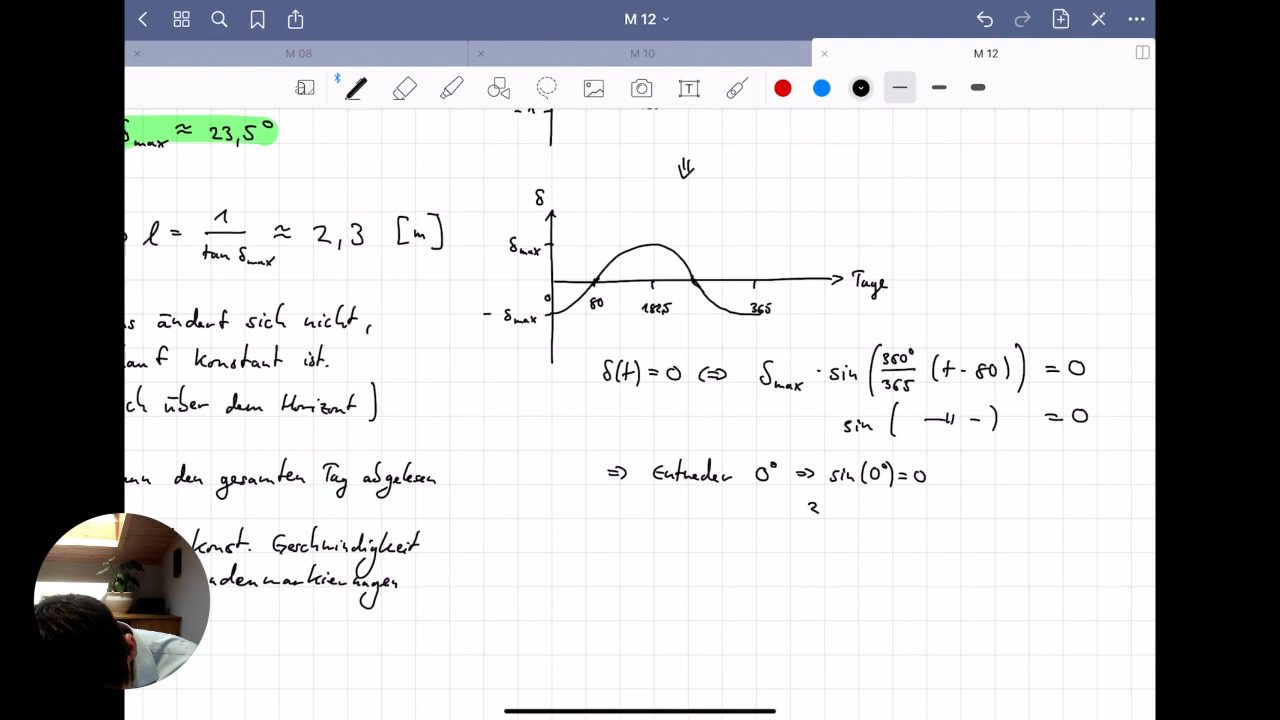 M 12
M 08
M 10
M 12
δmax ≈ 23,5°
l = 1 / tan δmax ≈ 2,3 [m]
ändert sich nicht,
konstant ist.
über dem Horizont ]
den gesamten Tag abgelesen
konst. Geschwindigkeit
δ
δmax
0
80
182,5
365
Tage
- δmax
δ(t) = 0 ⇔ δmax · sin( 360°/365 (t - 80) ) = 0
sin ( —"— ) = 0
⇒ Entweder 0° ⇒ sin(0°) = 0